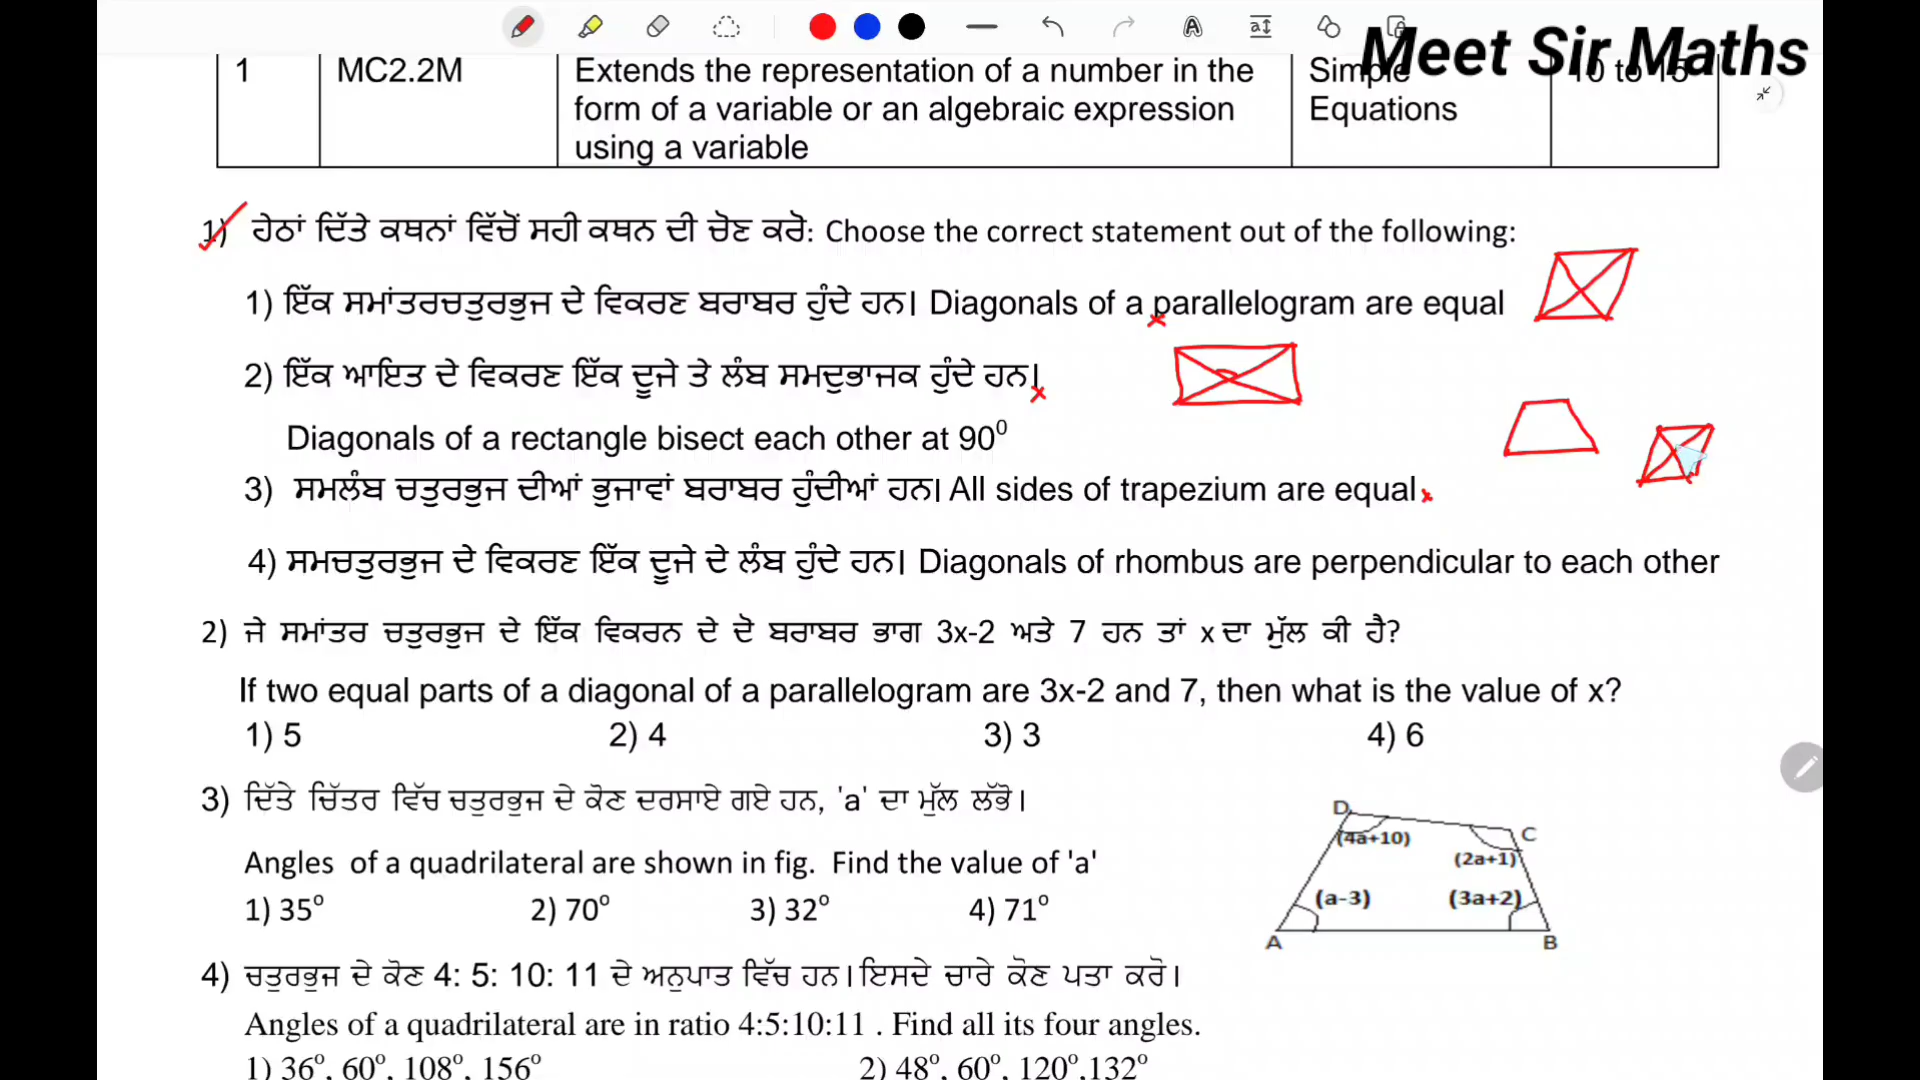 Meet Sir Maths
1 MC2.2M Extends the representation of a number in the Simple 10 to 15
form of a variable or an algebraic expression Equations
using a variable
1) ਹੇਠਾਂ ਦਿੱਤੇ ਕਥਨਾਂ ਵਿੱਚੋਂ ਸਹੀ ਕਥਨ ਦੀ ਚੋਣ ਕਰੋ: Choose the correct statement out of the following:
1) ਇੱਕ ਸਮਾਂਤਰਚਤੁਰਭੁਜ ਦੇ ਵਿਕਰਣ ਬਰਾਬਰ ਹੁੰਦੇ ਹਨ। Diagonals of a parallelogram are equal
2) ਇੱਕ ਆਇਤ ਦੇ ਵਿਕਰਣ ਇੱਕ ਦੂਜੇ ਤੇ ਲੰਬ ਸਮਦੁਭਾਜਕ ਹੁੰਦੇ ਹਨ।
Diagonals of a rectangle bisect each other at 90⁰
3) ਸਮਲੰਬ ਚਤੁਰਭੁਜ ਦੀਆਂ ਭੁਜਾਵਾਂ ਬਰਾਬਰ ਹੁੰਦੀਆਂ ਹਨ। All sides of trapezium are equal
4) ਸਮਚਤੁਰਭੁਜ ਦੇ ਵਿਕਰਣ ਇੱਕ ਦੂਜੇ ਦੇ ਲੰਬ ਹੁੰਦੇ ਹਨ। Diagonals of rhombus are perpendicular to each other
2) ਜੇ ਸਮਾਂਤਰ ਚਤੁਰਭੁਜ ਦੇ ਇੱਕ ਵਿਕਰਨ ਦੇ ਦੋ ਬਰਾਬਰ ਭਾਗ 3x-2 ਅਤੇ 7 ਹਨ ਤਾਂ x ਦਾ ਮੁੱਲ ਕੀ ਹੈ?
If two equal parts of a diagonal of a parallelogram are 3x-2 and 7, then what is the value of x?
1) 5 2) 4 3) 3 4) 6
3) ਦਿੱਤੇ ਚਿੱਤਰ ਵਿੱਚ ਚਤੁਰਭੁਜ ਦੇ ਕੋਣ ਦਰਸਾਏ ਗਏ ਹਨ, 'a' ਦਾ ਮੁੱਲ ਲੱਭੋ।
Angles of a quadrilateral are shown in fig. Find the value of 'a'
1) 35° 2) 70° 3) 32° 4) 71°
D C
(4a+10) (2a+1)
(a-3) (3a+2)
A B
4) ਚਤੁਰਭੁਜ ਦੇ ਕੋਣ 4: 5: 10: 11 ਦੇ ਅਨੁਪਾਤ ਵਿੱਚ ਹਨ। ਇਸਦੇ ਚਾਰੇ ਕੋਣ ਪਤਾ ਕਰੋ।
Angles of a quadrilateral are in ratio 4:5:10:11 . Find all its four angles.
1) 36°, 60°, 108°, 156° 2) 48°, 60°, 120°,132°